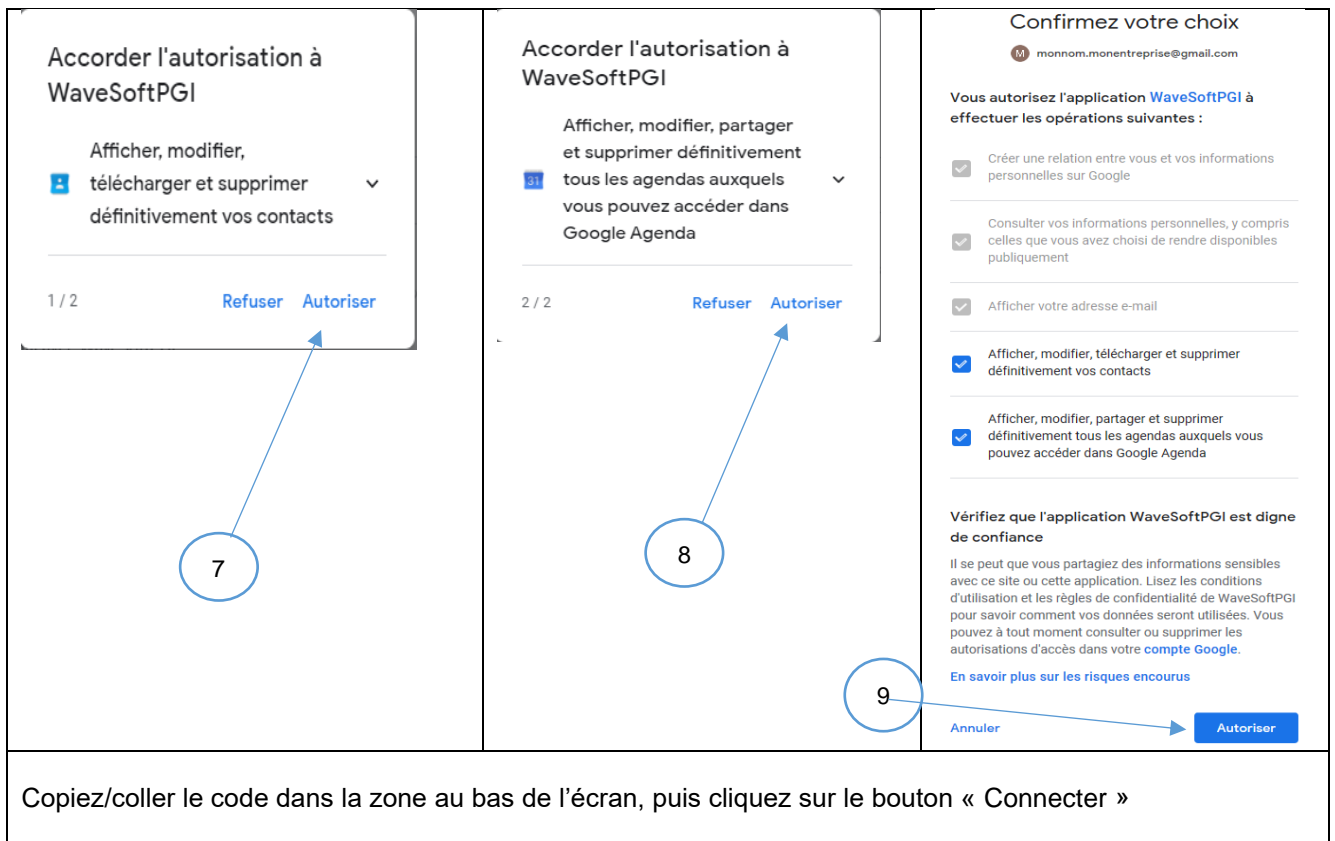 Accorder l'autorisation à
WaveSoftPGI
Afficher, modifier,
télécharger et supprimer
définitivement vos contacts
1 / 2
Refuser Autoriser
7
Accorder l'autorisation à
WaveSoftPGI
31
Afficher, modifier, partager
et supprimer définitivement
tous les agendas auxquels
vous pouvez accéder dans
Google Agenda
2 / 2
Refuser Autoriser
8
Confirmez votre choix
M monnom.monentreprise@gmail.com
Vous autorisez l'application WaveSoftPGI à
effectuer les opérations suivantes :
Créer une relation entre vous et vos informations
personnelles sur Google
Consulter vos informations personnelles, y compris
celles que vous avez choisi de rendre disponibles
publiquement
Afficher votre adresse e-mail
Afficher, modifier, télécharger et supprimer
définitivement vos contacts
Afficher, modifier, partager et supprimer
définitivement tous les agendas auxquels vous
pouvez accéder dans Google Agenda
Vérifiez que l'application WaveSoftPGI est digne
de confiance
Il se peut que vous partagiez des informations sensibles
avec ce site ou cette application. Lisez les conditions
d'utilisation et les règles de confidentialité de WaveSoftPGI
pour savoir comment vos données seront utilisées. Vous
pouvez à tout moment consulter ou supprimer les
autorisations d'accès dans votre compte Google.
En savoir plus sur les risques encourus
9
Annuler
Autoriser
Copiez/coller le code dans la zone au bas de l’écran, puis cliquez sur le bouton « Connecter »